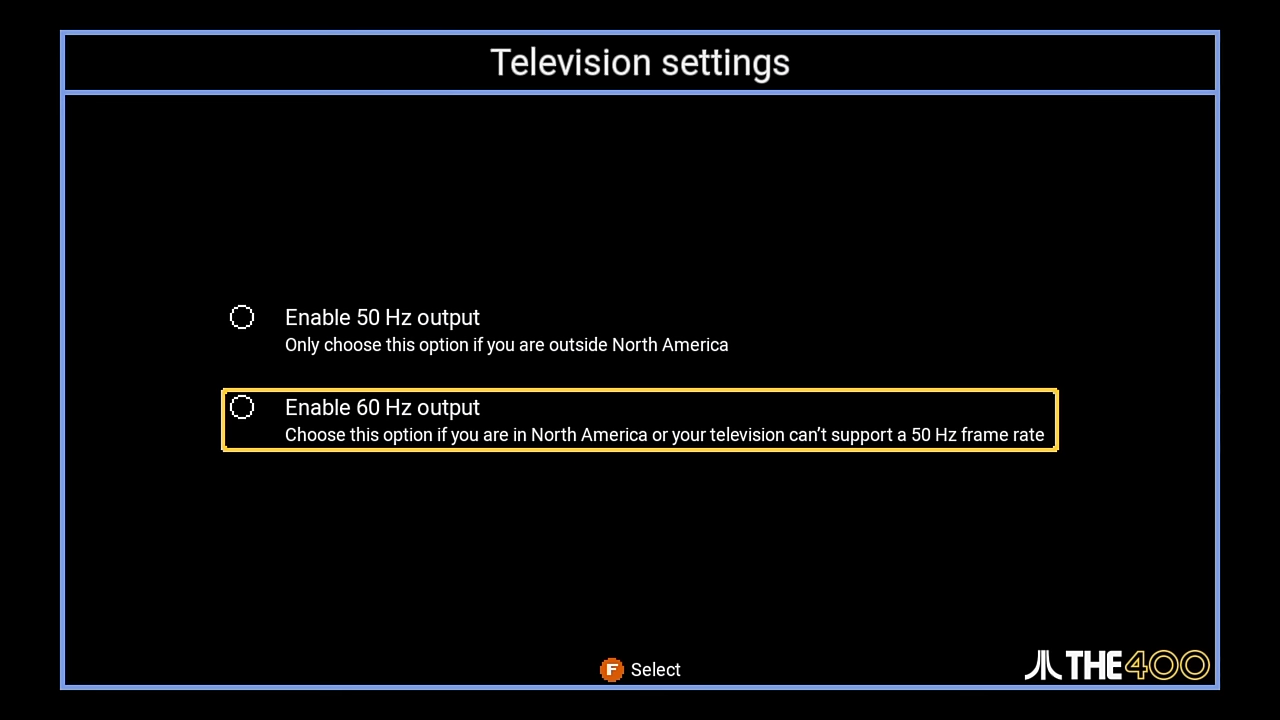 Television settings
Enable 50 Hz output
Only choose this option if you are outside North America
Enable 60 Hz output
Choose this option if you are in North America or your television can’t support a 50 Hz frame rate
F Select
THE400